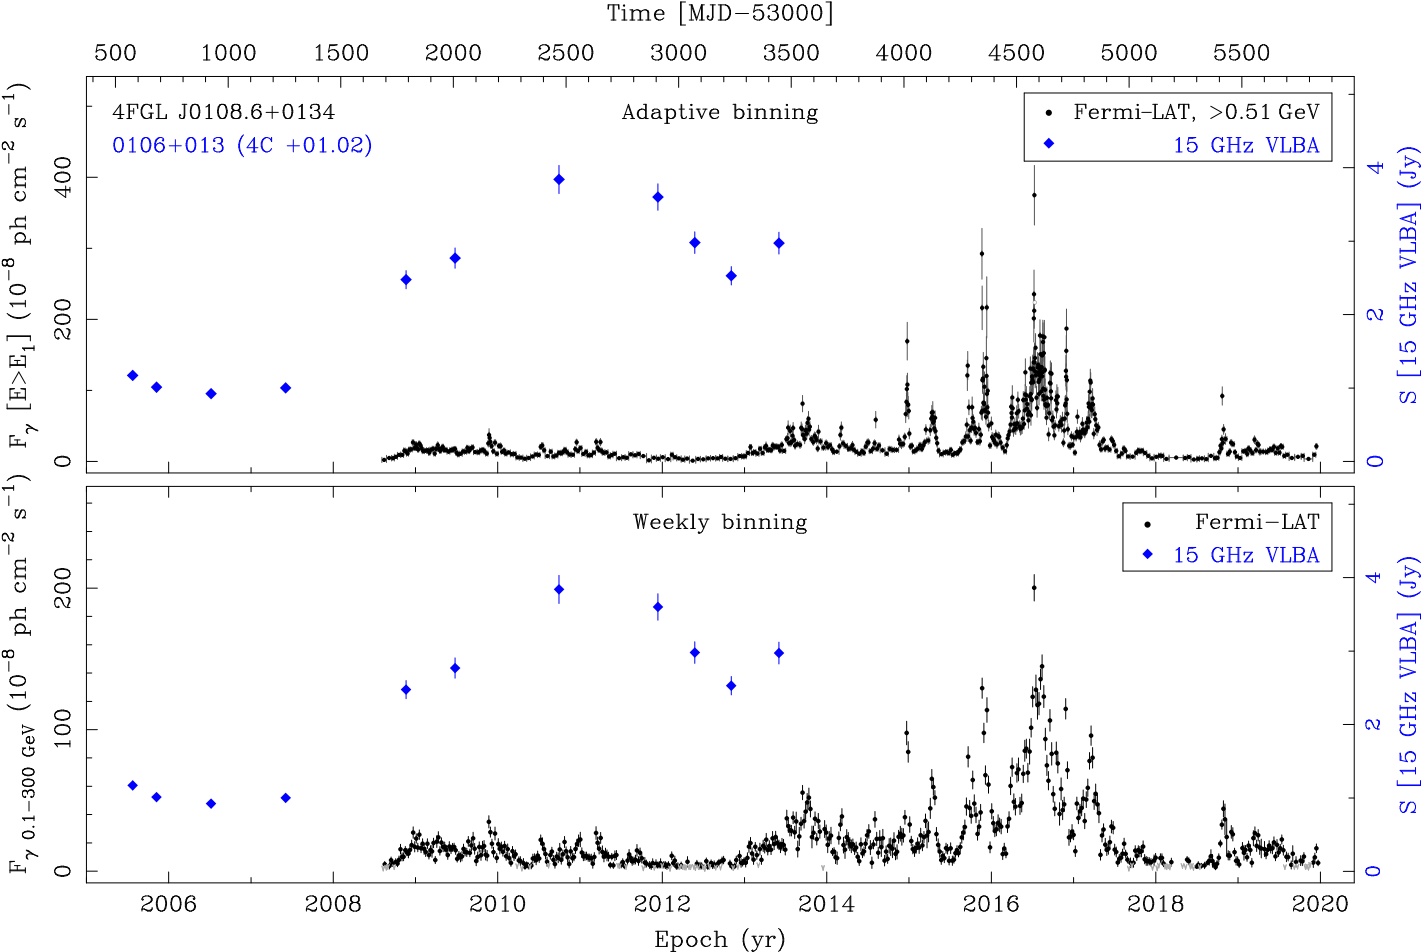 Time [MJD−53000]
500 1000 1500 2000 2500 3000 3500 4000 4500 5000 5500
4FGL J0108.6+0134
0106+013 (4C +01.02)
Adaptive binning
Fermi−LAT, >0.51 GeV
15 GHz VLBA
F_γ [E>E_1] (10^−8 ph cm^−2 s^−1)
400
200
0
4
2
0
S [15 GHz VLBA] (Jy)
Weekly binning
Fermi−LAT
15 GHz VLBA
F_γ 0.1−300 GeV (10^−8 ph cm^−2 s^−1)
200
100
0
4
2
0
S [15 GHz VLBA] (Jy)
2006 2008 2010 2012 2014 2016 2018 2020
Epoch (yr)